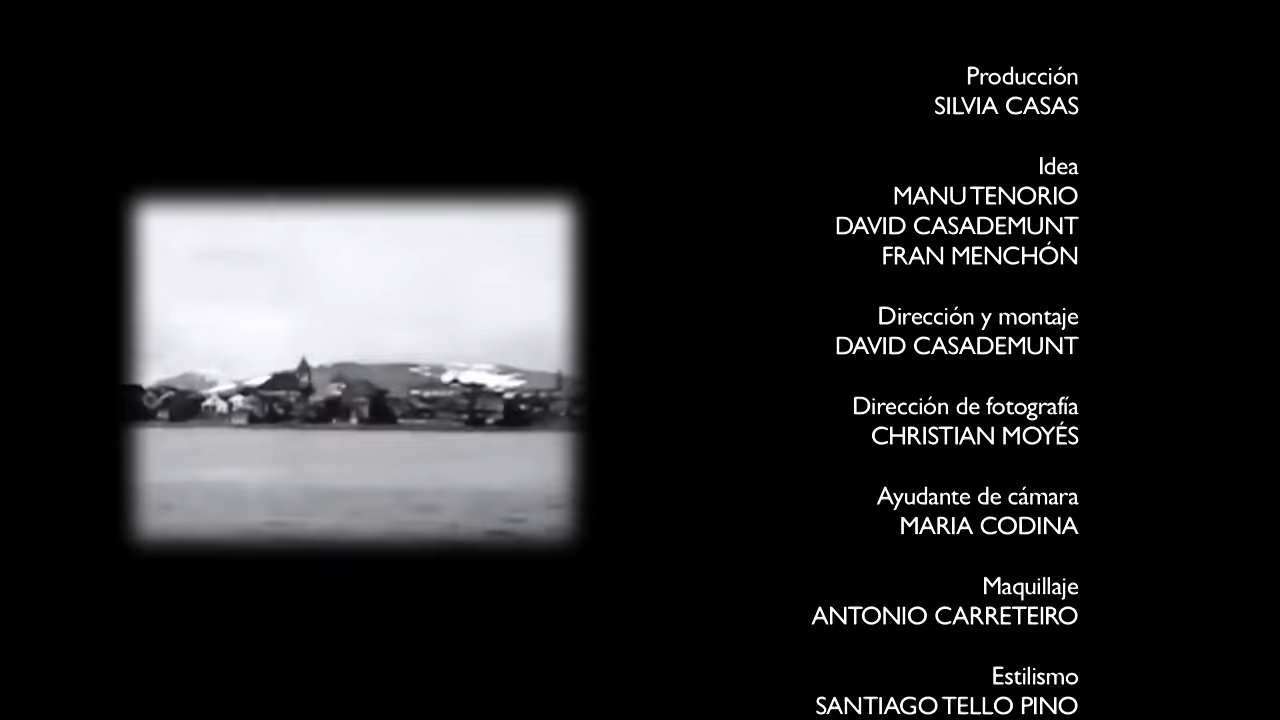 Producción
SILVIA CASAS
Idea
MANU TENORIO
DAVID CASADEMUNT
FRAN MENCHÓN
Dirección y montaje
DAVID CASADEMUNT
Dirección de fotografía
CHRISTIAN MOYÉS
Ayudante de cámara
MARIA CODINA
Maquillaje
ANTONIO CARRETEIRO
Estilismo
SANTIAGO TELLO PINO